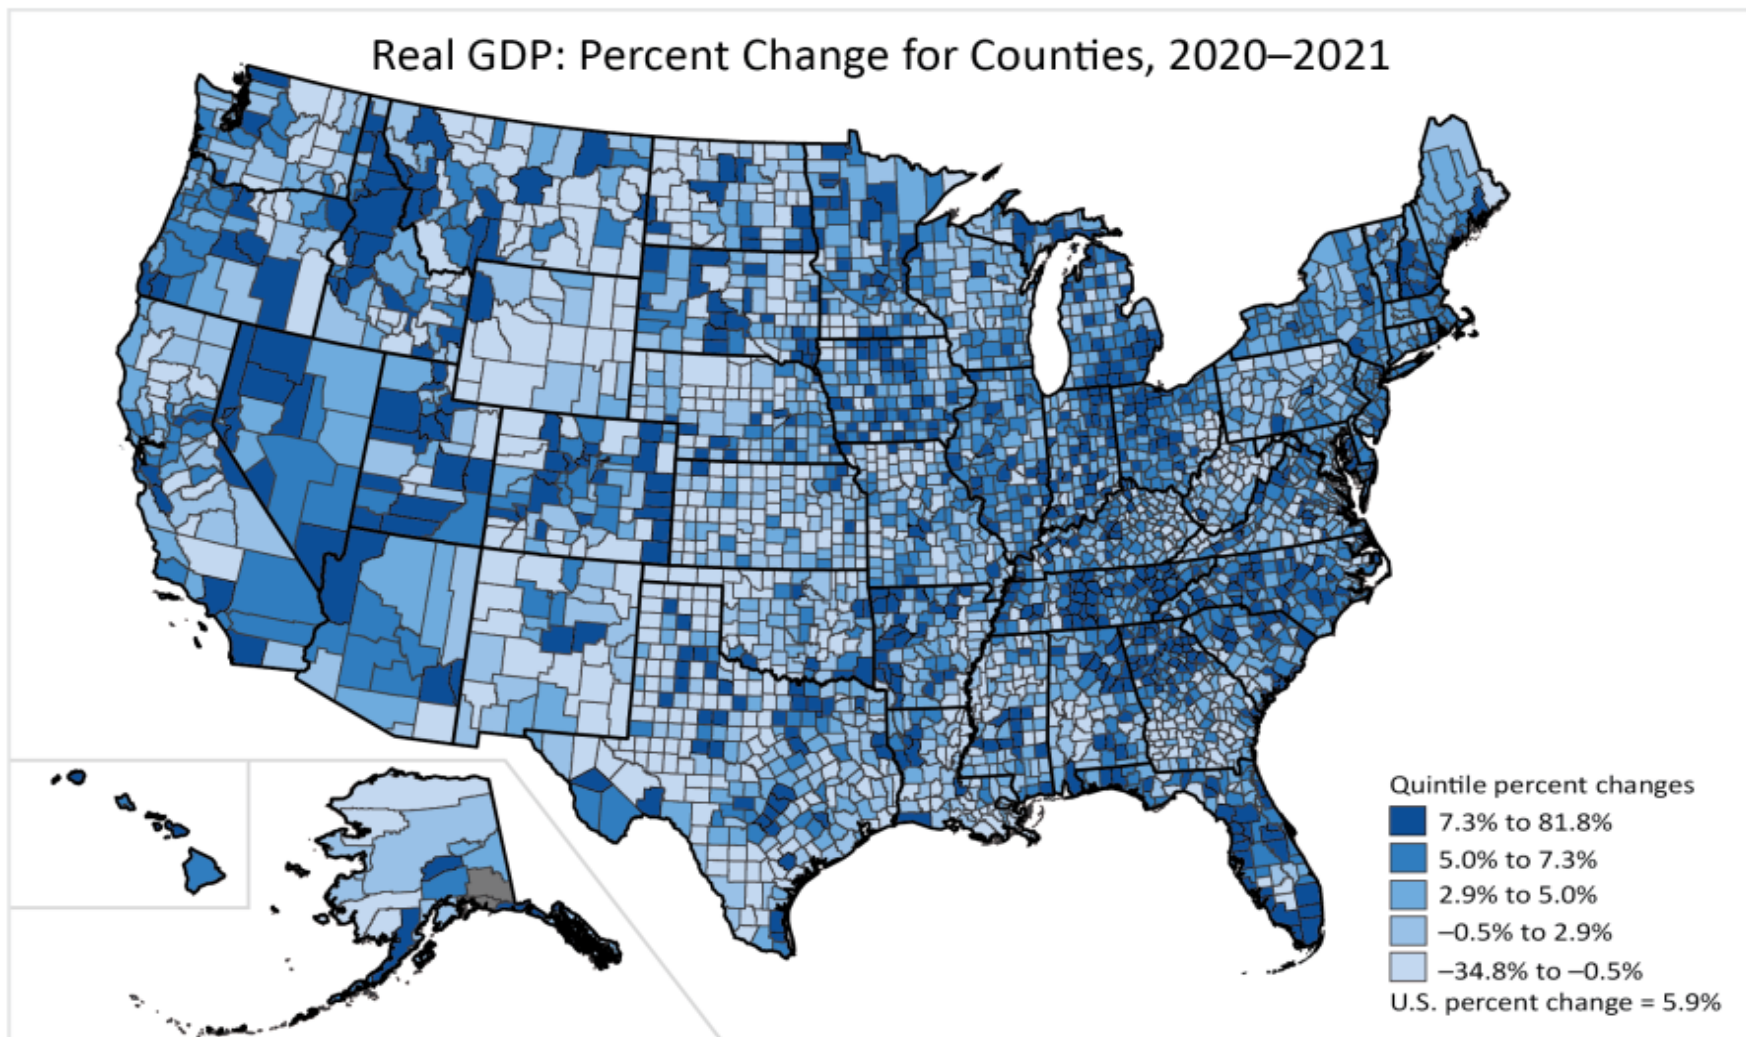 Real GDP: Percent Change for Counties, 2020–2021
Quintile percent changes
7.3% to 81.8%
5.0% to 7.3%
2.9% to 5.0%
−0.5% to 2.9%
−34.8% to −0.5%
U.S. percent change = 5.9%